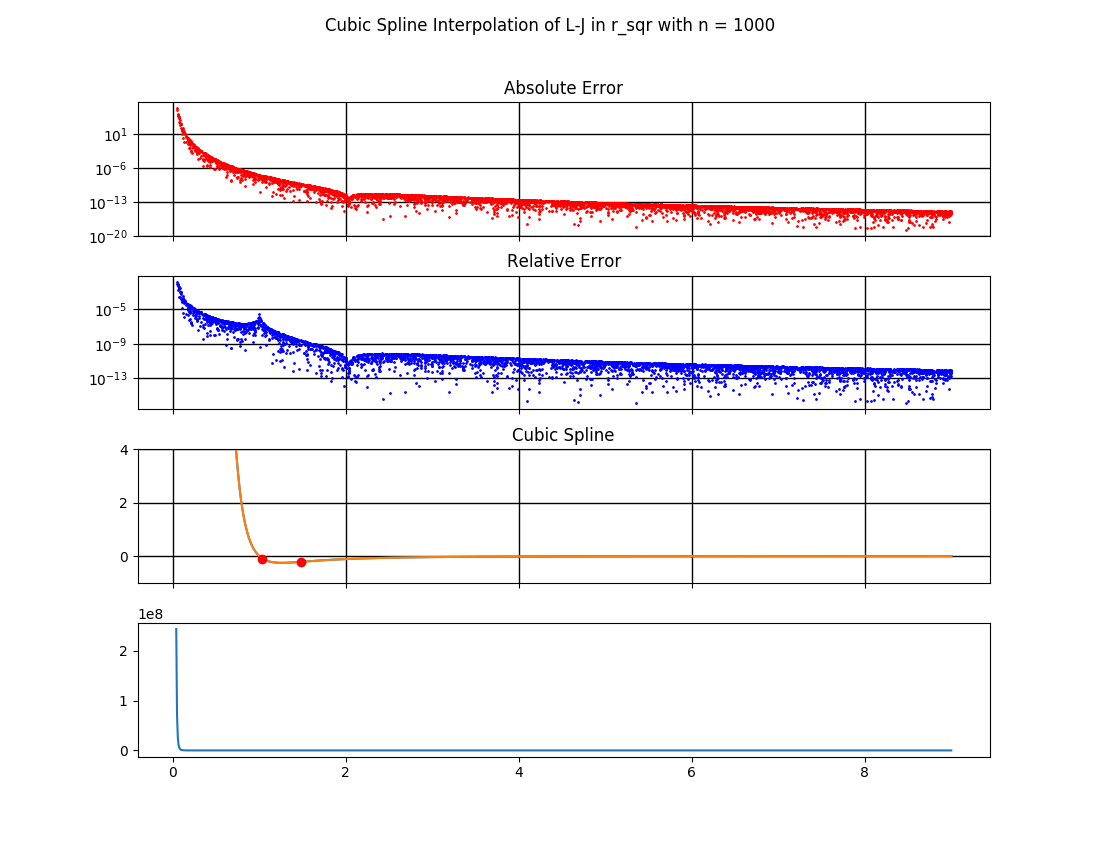 Cubic Spline Interpolation of L-J in r_sqr with n = 1000
Absolute Error
10¹
10⁻⁶
10⁻¹³
10⁻²⁰
Relative Error
10⁻⁵
10⁻⁹
10⁻¹³
Cubic Spline
4
2
0
1e8
2
1
0
0 2 4 6 8